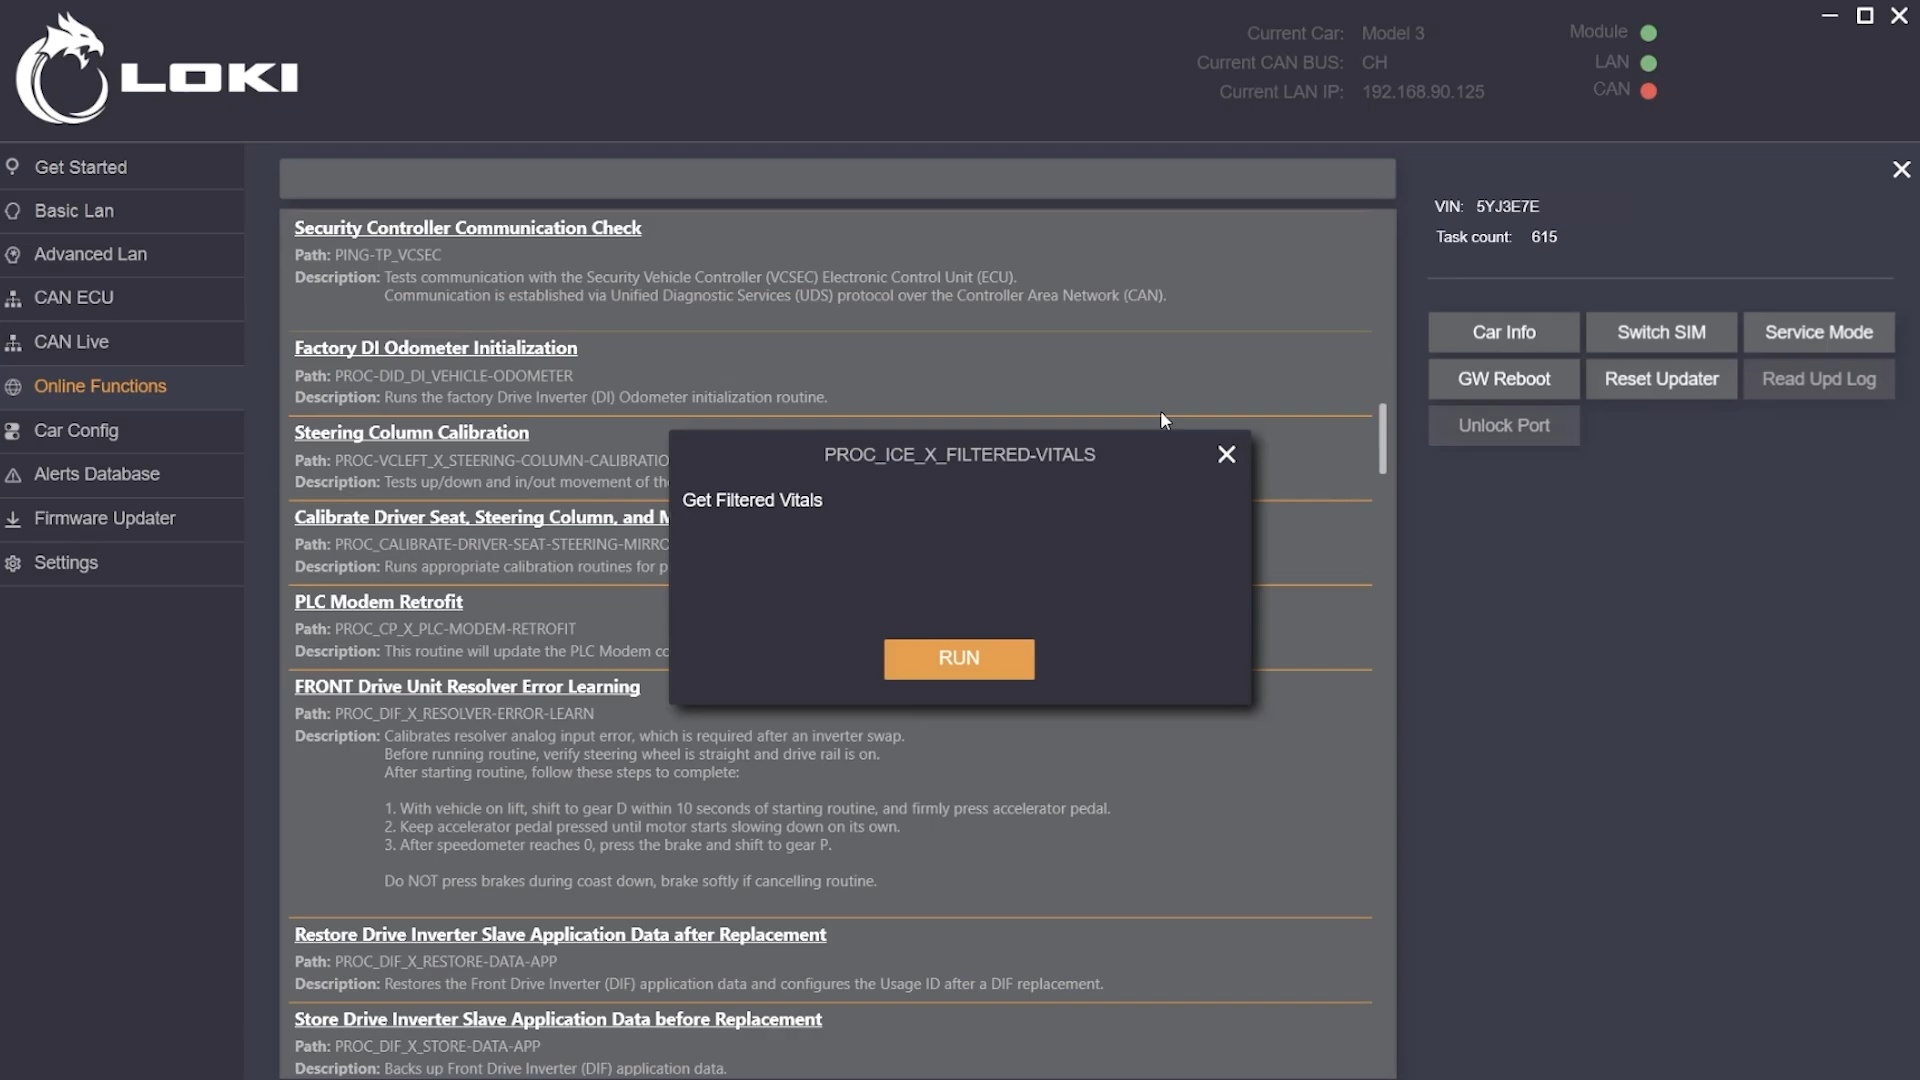 LOKI
Current Car: Model 3
Current CAN BUS: CH
Current LAN IP: 192.168.90.125
Module
LAN
CAN
Get Started
Basic Lan
Advanced Lan
CAN ECU
CAN Live
Online Functions
Car Config
Alerts Database
Firmware Updater
Settings
Security Controller Communication Check
Path: PING-TP_VCSEC
Description: Tests communication with the Security Vehicle Controller (VCSEC) Electronic Control Unit (ECU).
Communication is established via Unified Diagnostic Services (UDS) protocol over the Controller Area Network (CAN).
Factory DI Odometer Initialization
Path: PROC-DID_DI_VEHICLE-ODOMETER
Description: Runs the factory Drive Inverter (DI) Odometer initialization routine.
Steering Column Calibration
Path: PROC-VCLEFT_X_STEERING-COLUMN-CALIBRATIO
Description: Tests up/down and in/out movement of the
Calibrate Driver Seat, Steering Column, and M
Path: PROC_CALIBRATE-DRIVER-SEAT-STEERING-MIRRO
Description: Runs appropriate calibration routines for p
PLC Modem Retrofit
Path: PROC_CP_X_PLC-MODEM-RETROFIT
Description: This routine will update the PLC Modem co
FRONT Drive Unit Resolver Error Learning
Path: PROC_DIF_X_RESOLVER-ERROR-LEARN
Description: Calibrates resolver analog input error, which is required after an inverter swap.
Before running routine, verify steering wheel is straight and drive rail is on.
After starting routine, follow these steps to complete:
1. With vehicle on lift, shift to gear D within 10 seconds of starting routine, and firmly press accelerator pedal.
2. Keep accelerator pedal pressed until motor starts slowing down on its own.
3. After speedometer reaches 0, press the brake and shift to gear P.
Do NOT press brakes during coast down, brake softly if cancelling routine.
Restore Drive Inverter Slave Application Data after Replacement
Path: PROC_DIF_X_RESTORE-DATA-APP
Description: Restores the Front Drive Inverter (DIF) application data and configures the Usage ID after a DIF replacement.
Store Drive Inverter Slave Application Data before Replacement
Path: PROC_DIF_X_STORE-DATA-APP
Description: Backs up Front Drive Inverter (DIF) application data.
PROC_ICE_X_FILTERED-VITALS
Get Filtered Vitals
RUN
VIN: 5YJ3E7E
Task count: 615
Car Info
Switch SIM
Service Mode
GW Reboot
Reset Updater
Read Upd Log
Unlock Port